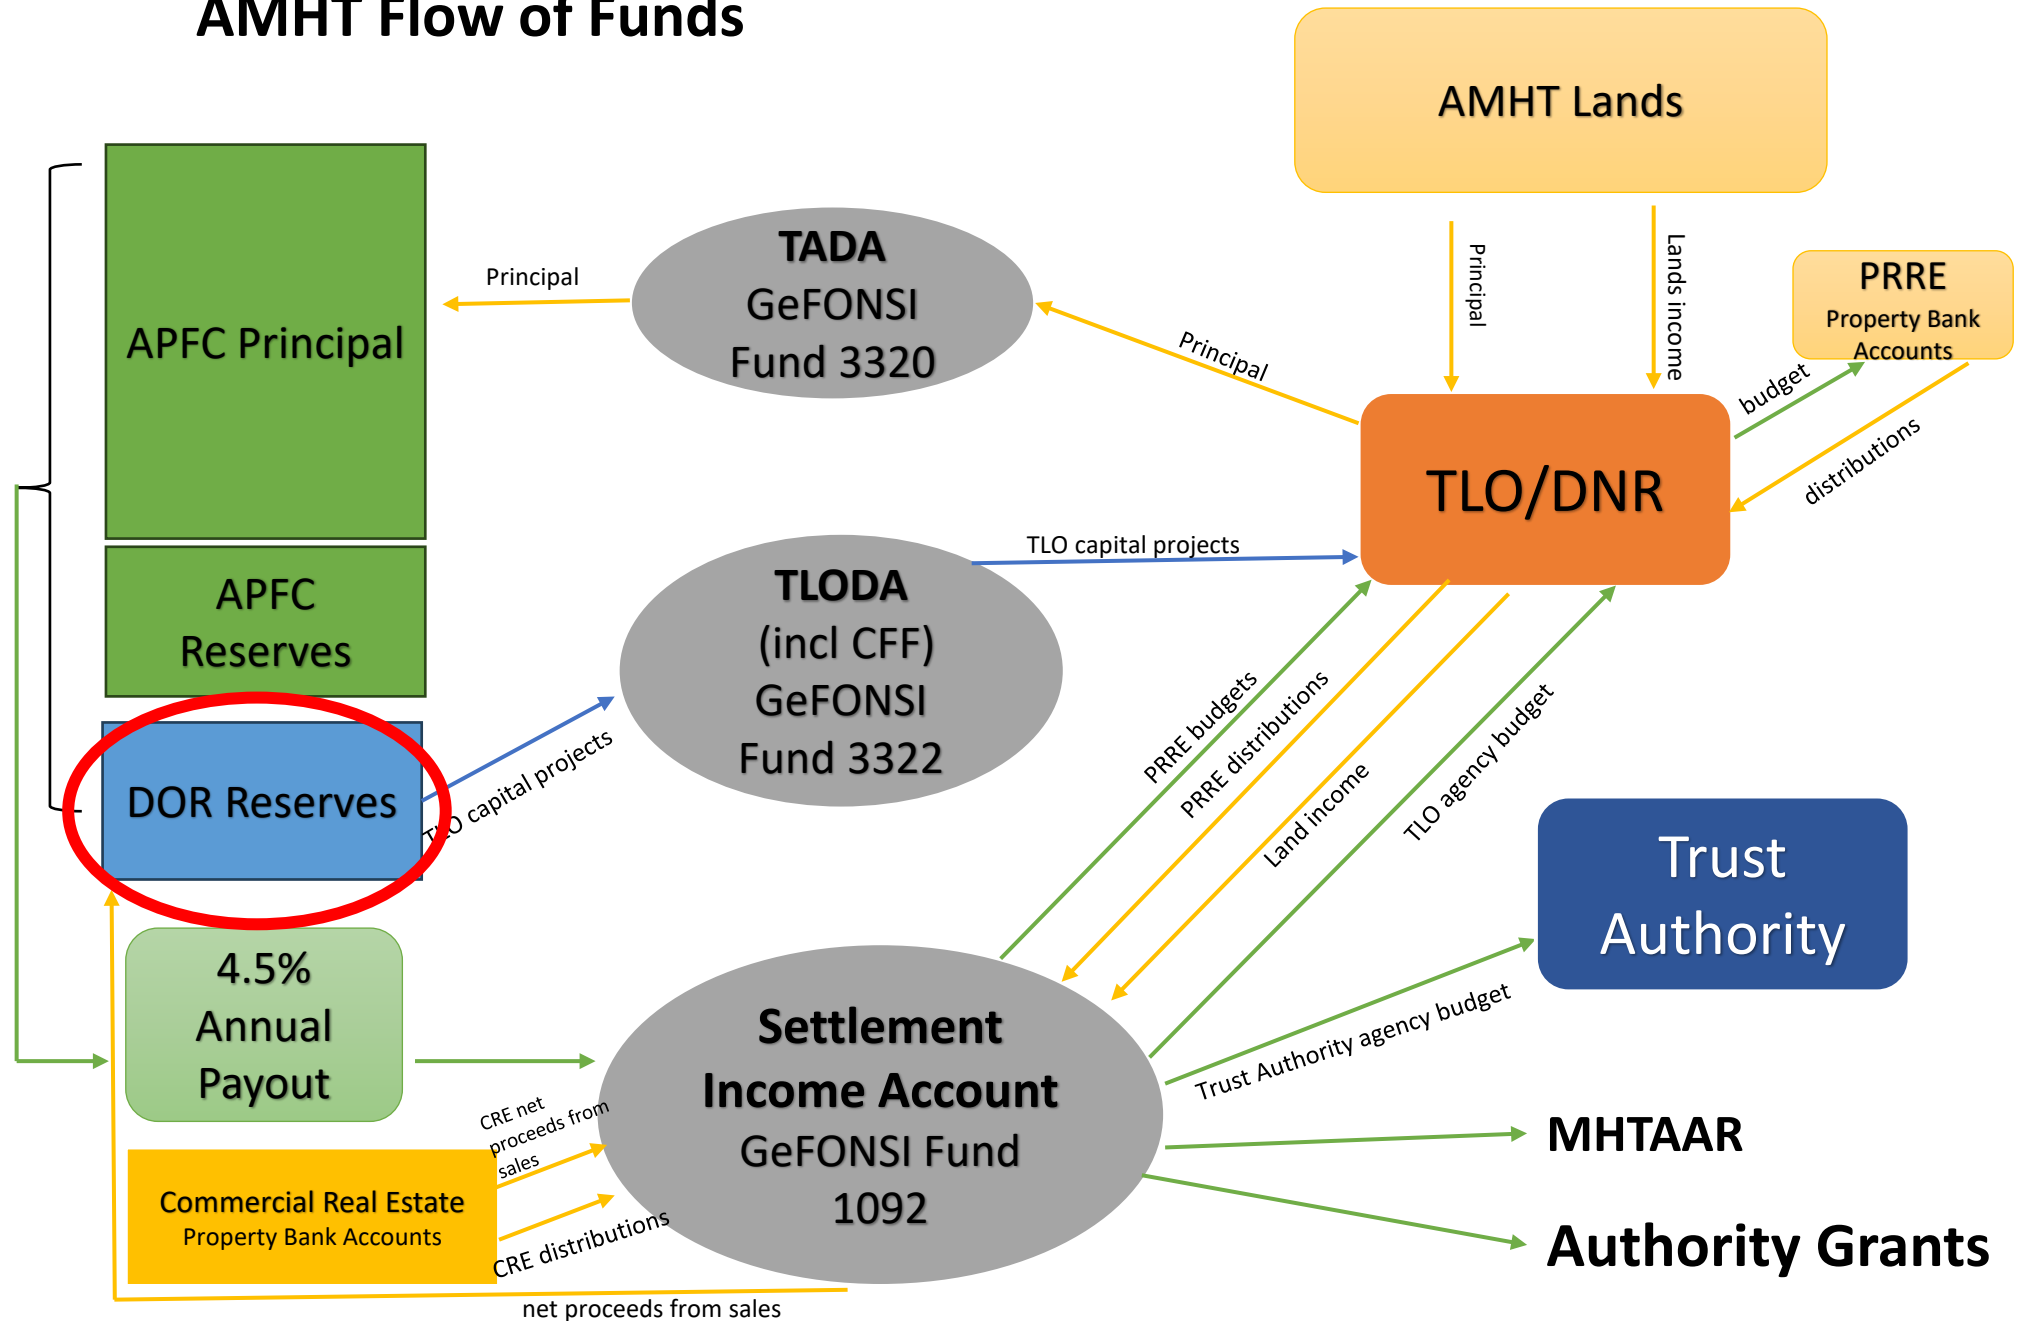 AMHT Flow of Funds
AMHT Lands
Principal
Lands income
PRRE
Property Bank
Accounts
budget
distributions
TLO/DNR
Principal
TADA
GeFONSI
Fund 3320
Principal
APFC Principal
APFC
Reserves
DOR Reserves
TLO capital projects
TLODA
(incl CFF)
GeFONSI
Fund 3322
TLO capital projects
PRRE budgets
PRRE distributions
Land income
TLO agency budget
Trust
Authority
4.5%
Annual
Payout
Settlement
Income Account
GeFONSI Fund
1092
Trust Authority agency budget
MHTAAR
Authority Grants
CRE net
proceeds from
sales
Commercial Real Estate
Property Bank Accounts
CRE distributions
net proceeds from sales